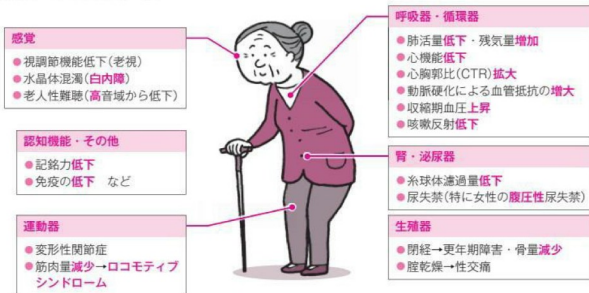 感覚
●視調節機能低下(老視)
●水晶体混濁(白内障)
●老人性難聴(高音域から低下)
認知機能・その他
●記銘力低下
●免疫の低下 など
運動器
●変形性関節症
●筋肉量減少→ロコモティブ
シンドローム
呼吸器・循環器
●肺活量低下・残気量増加
●心機能低下
●心胸郭比(CTR)拡大
●動脈硬化による血管抵抗の増大
●収縮期血圧上昇
●咳嗽反射低下
腎・泌尿器
●糸球体濾過量低下
●尿失禁(特に女性の腹圧性尿失禁)
生殖器
●閉経→更年期障害・骨量減少
●腟乾燥→性交痛